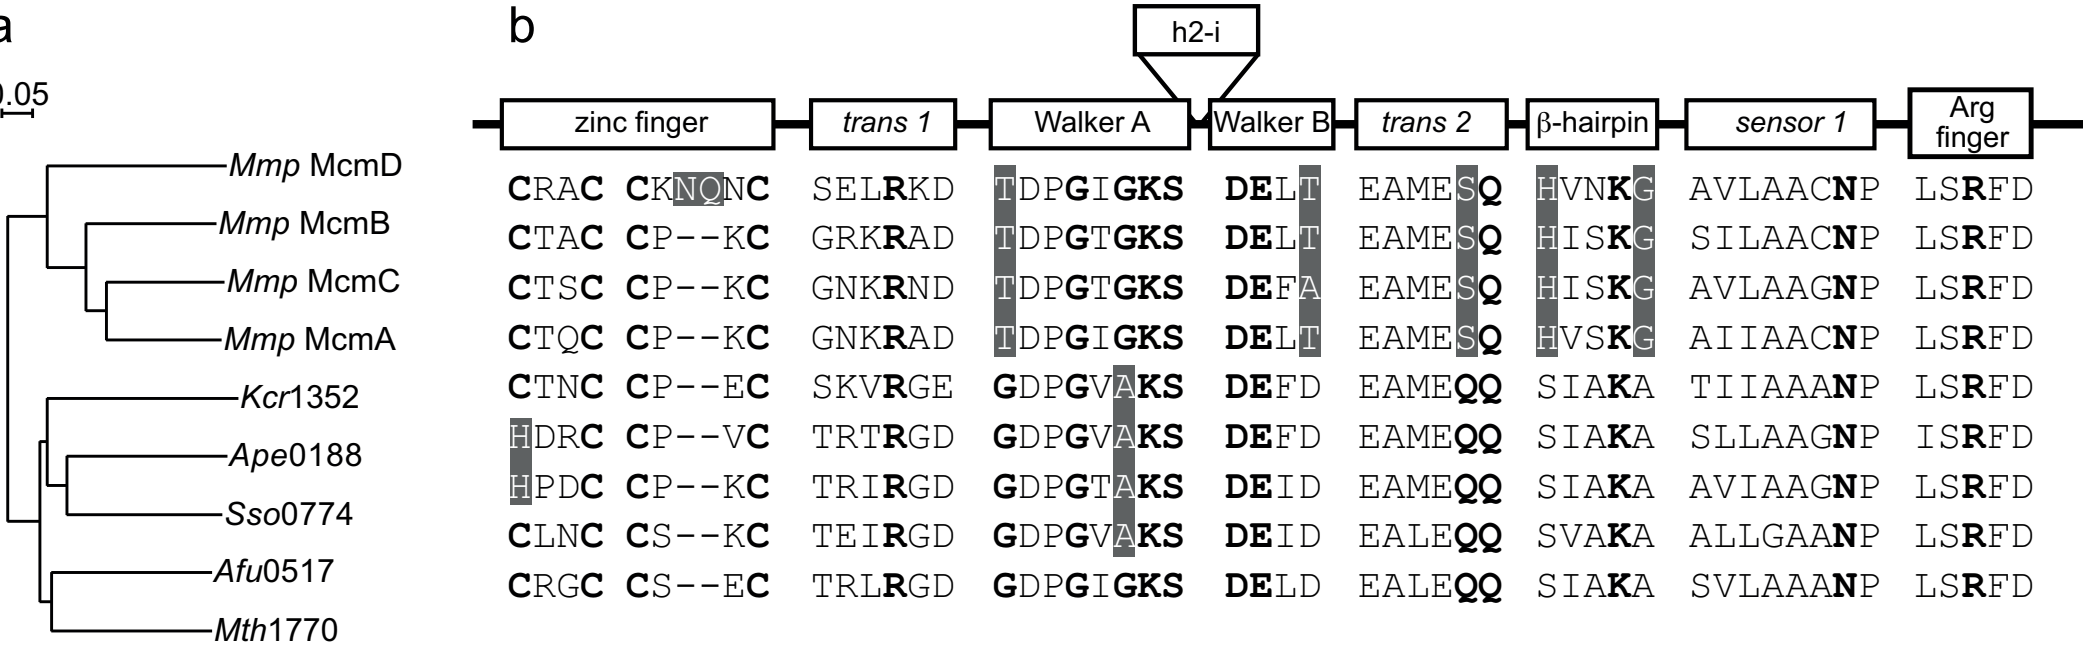 a
b
h2-i
0.05
zinc finger
trans 1
Walker A
Walker B
trans 2
β-hairpin
sensor 1
Arg
finger
Mmp McmD
Mmp McmB
Mmp McmC
Mmp McmA
Kcr1352
Ape0188
Sso0774
Afu0517
Mth1770
CRAC CKNQNC SELRKD TDPGIGKS DELT EAMESQ HVNKG AVLAACNP LSRFD
CTAC CP--KC GRKRAD TDPGTGKS DELT EAMESQ HISKG SILAACNP LSRFD
CTSC CP--KC GNKRND TDPGTGKS DEFA EAMESQ HISKG AVLAAGNP LSRFD
CTQC CP--KC GNKRAD TDPGIGKS DELT EAMESQ HVSKG AIIAACNP LSRFD
CTNC CP--EC SKVRGE GDPGVAKS DEFD EAMEQQ SIAKA TIIAAANP LSRFD
HDRC CP--VC TRTRGD GDPGVAKS DEFD EAMEQQ SIAKA SLLAAGNP ISRFD
HPDC CP--KC TRIRGD GDPGTAKS DEID EAMEQQ SIAKA AVIAAGNP LSRFD
CLNC CS--KC TEIRGD GDPGVAKS DEID EALEQQ SVAKA ALLGAANP LSRFD
CRGC CS--EC TRLRGD GDPGIGKS DELD EALEQQ SIAKA SVLAAANP LSRFD